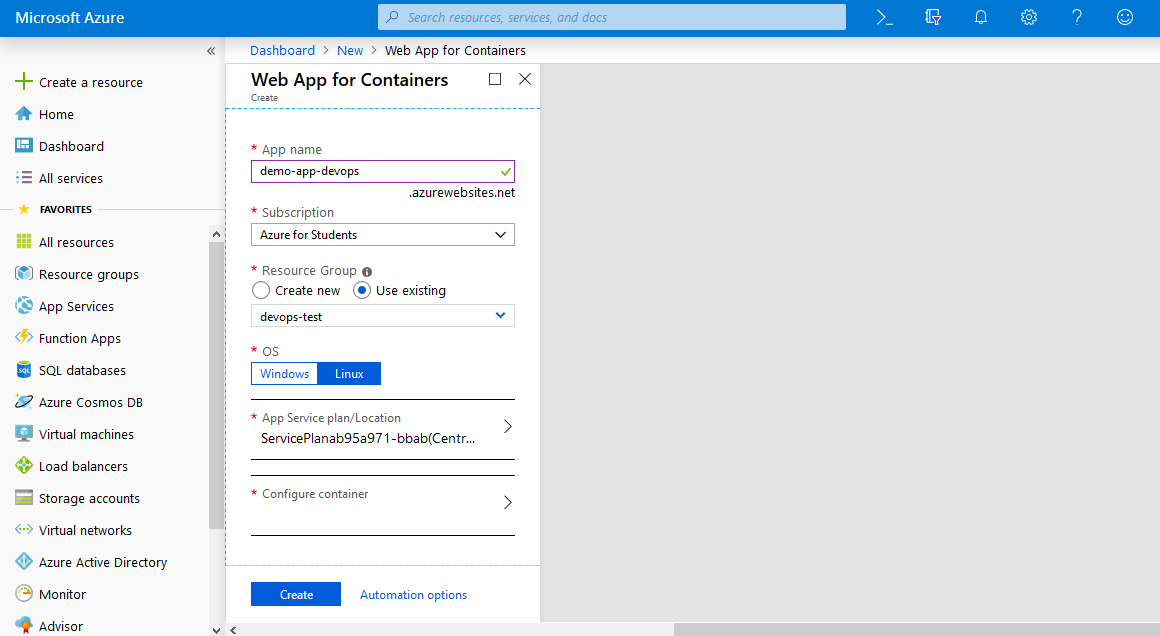 Microsoft Azure
Search resources, services, and docs
Create a resource
Home
Dashboard
All services
FAVORITES
All resources
Resource groups
App Services
Function Apps
SQL databases
Azure Cosmos DB
Virtual machines
Load balancers
Storage accounts
Virtual networks
Azure Active Directory
Monitor
Advisor
Dashboard > New > Web App for Containers
Web App for Containers
Create
* App name
demo-app-devops
.azurewebsites.net
* Subscription
Azure for Students
* Resource Group
Create new Use existing
devops-test
* OS
Windows Linux
* App Service plan/Location
ServicePlanab95a971-bbab(Centr...
* Configure container
Create Automation options